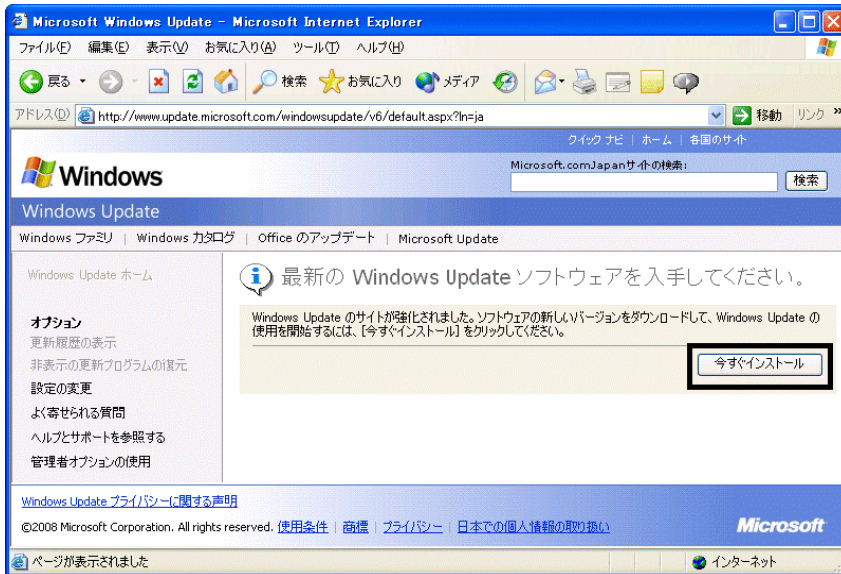 Microsoft Windows Update - Microsoft Internet Explorer
ファイル(F) 編集(E) 表示(V) お気に入り(A) ツール(T) ヘルプ(H)
戻る 検索 お気に入り メディア
アドレス(D) http://www.update.microsoft.com/windowsupdate/v6/default.aspx?ln=ja 移動 リンク »
クイック ナビ | ホーム | 各国のサイト
Windows
Microsoft.comJapanサイトの検索:
検索
Windows Update
Windows ファミリ | Windows カタログ | Office のアップデート | Microsoft Update
Windows Update ホーム
オプション
更新履歴の表示
非表示の更新プログラムの復元
設定の変更
よく寄せられる質問
ヘルプとサポートを参照する
管理者オプションの使用
最新の Windows Update ソフトウェアを入手してください。
Windows Update のサイトが強化されました。ソフトウェアの新しいバージョンをダウンロードして、Windows Update の
使用を開始するには、[今すぐインストール] をクリックしてください。
今すぐインストール
Windows Update プライバシーに関する声明
©2008 Microsoft Corporation. All rights reserved. 使用条件 | 商標 | プライバシー | 日本での個人情報の取り扱い
Microsoft
ページが表示されました インターネット